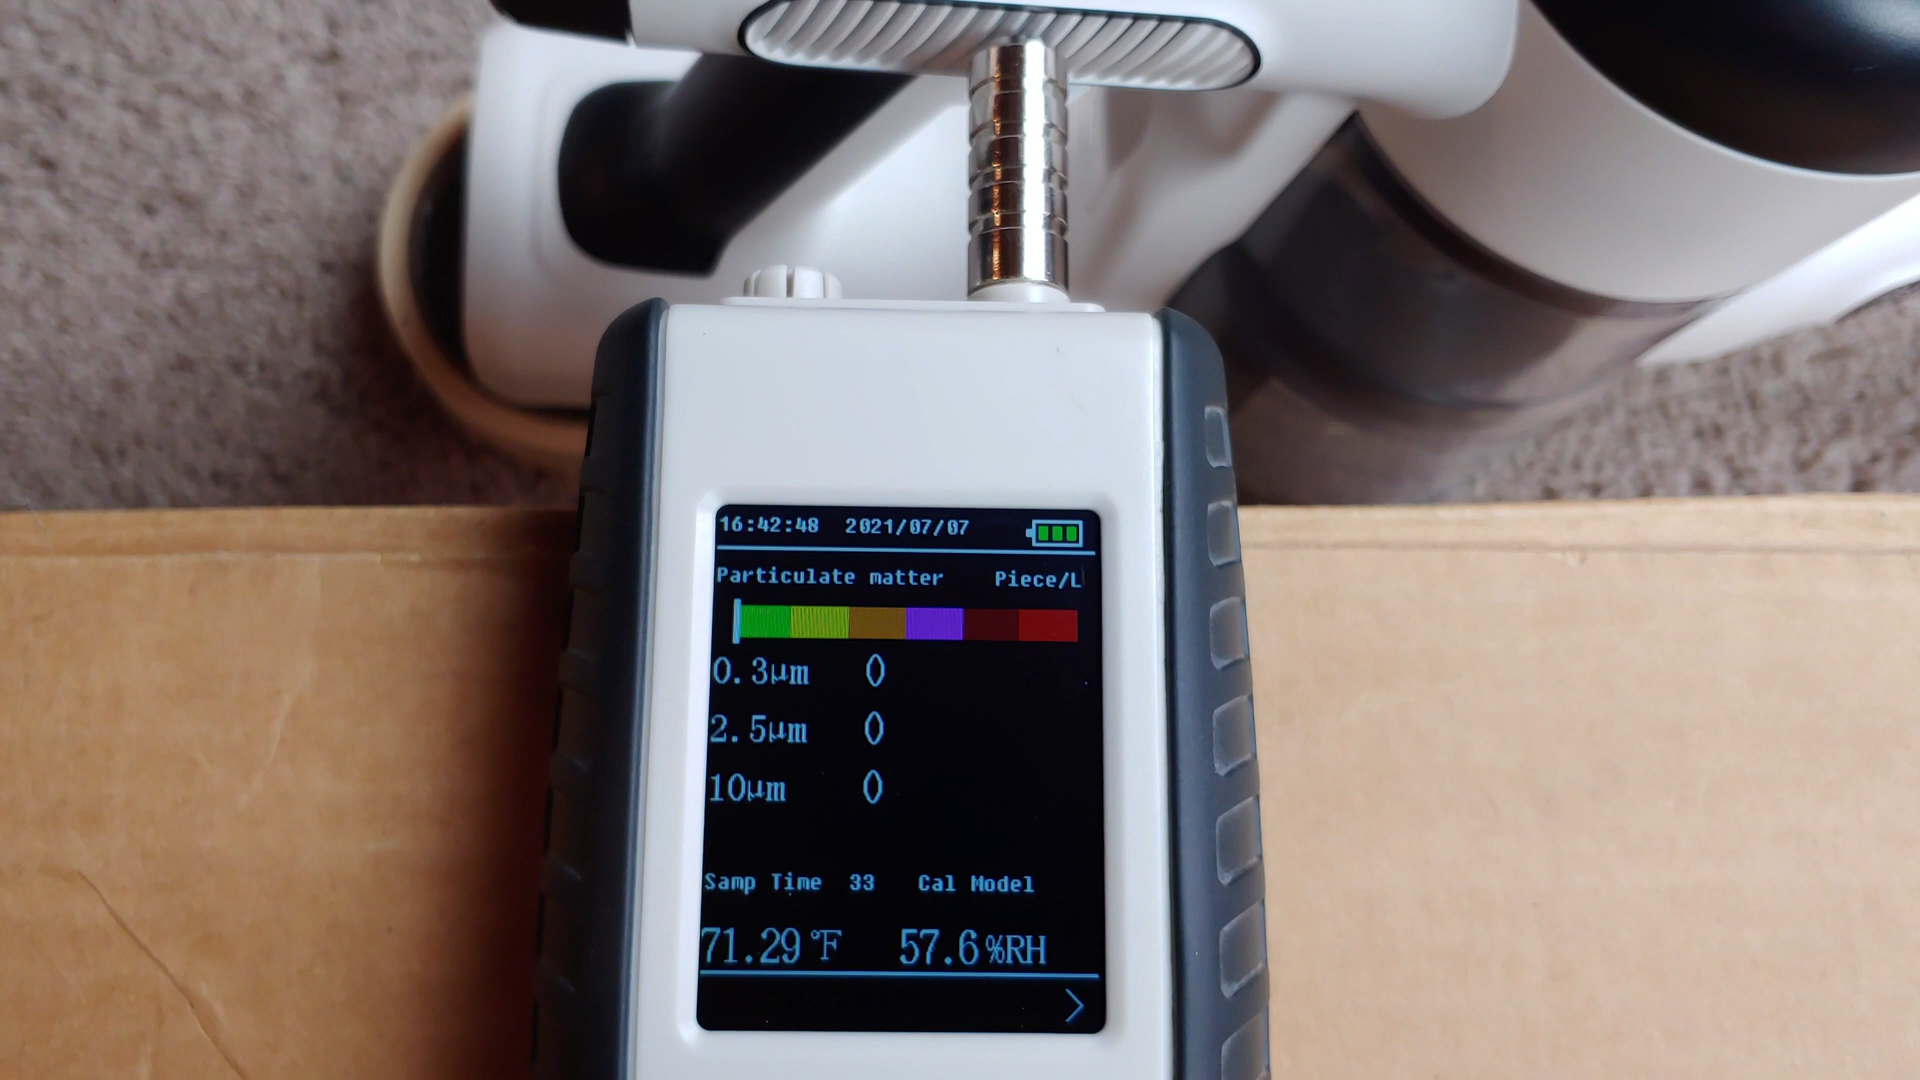 16:42:48 2021/07/07
Particulate matter Piece/L
0.3μm 0
2.5μm 0
10μm 0
Samp Time 33 Cal Model
71.29℉ 57.6%RH
>